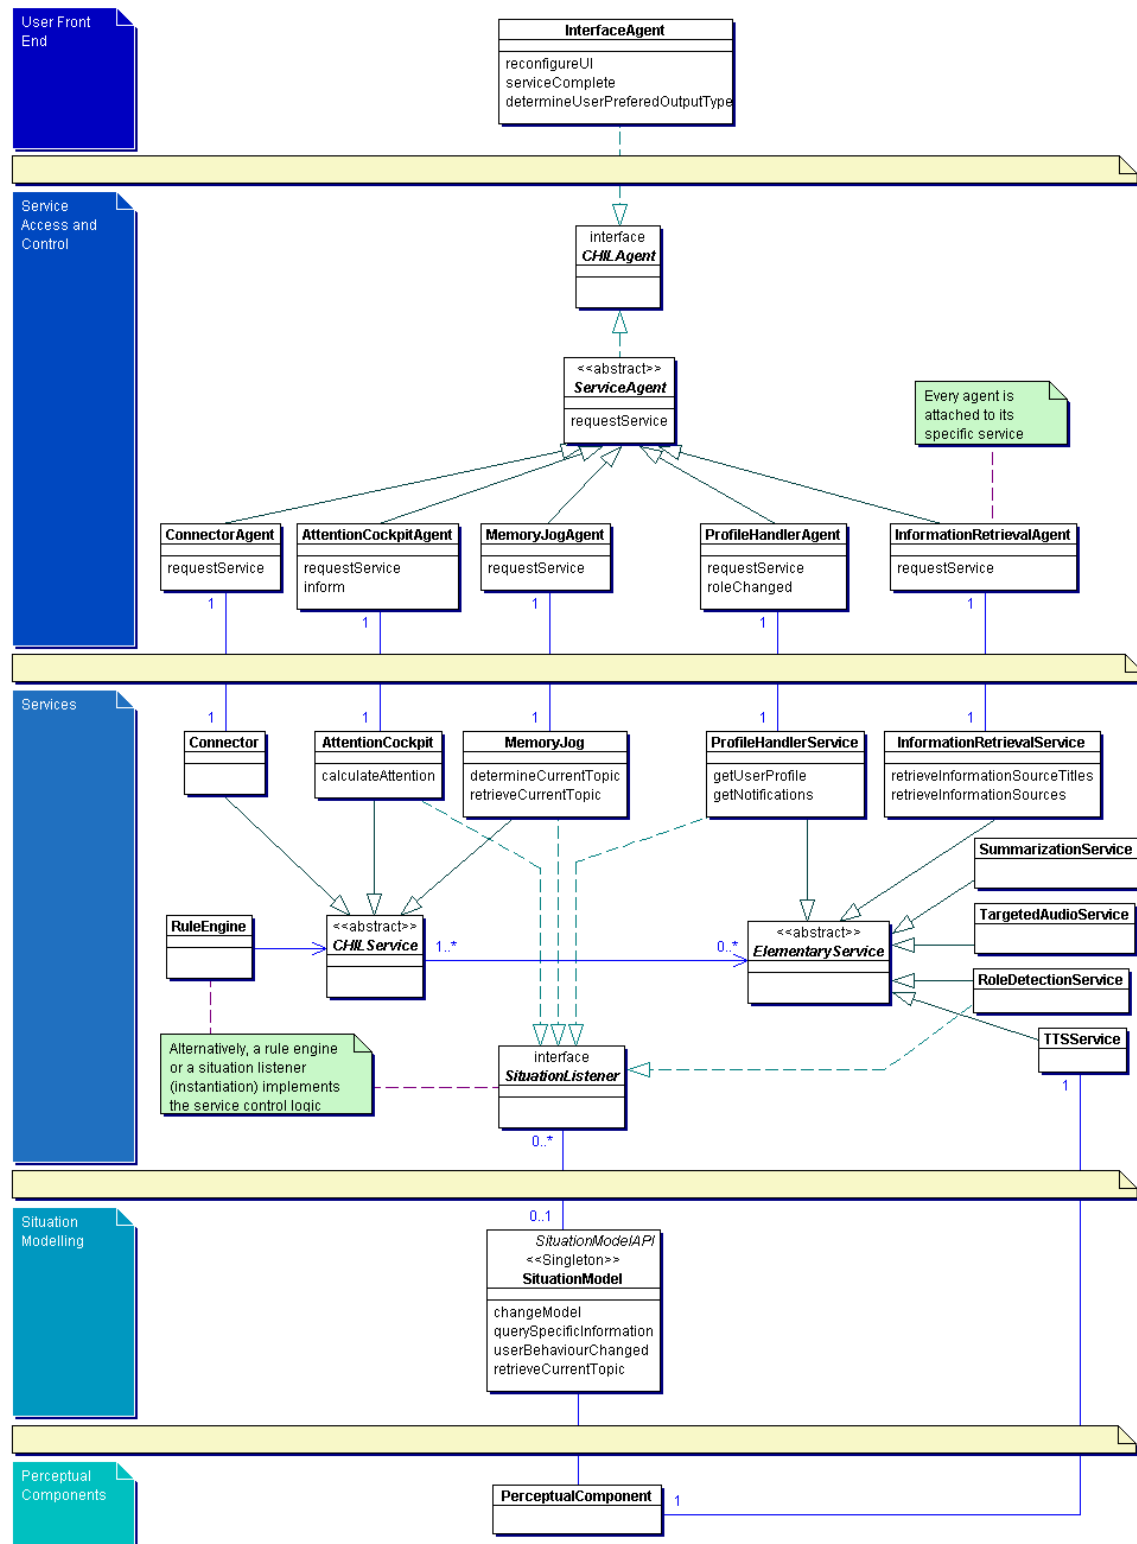 User Front
End
InterfaceAgent
reconfigureUI
serviceComplete
determineUserPreferedOutputType
Service
Access and
Control
interface
CHILAgent
<<abstract>>
ServiceAgent
requestService
Every agent is
attached to its
specific service
ConnectorAgent
requestService
AttentionCockpitAgent
requestService
inform
MemoryJogAgent
requestService
ProfileHandlerAgent
requestService
roleChanged
InformationRetrievalAgent
requestService
1
1
1
1
1
Services
1
1
1
1
1
Connector
AttentionCockpit
calculateAttention
MemoryJog
determineCurrentTopic
retrieveCurrentTopic
ProfileHandlerService
getUserProfile
getNotifications
InformationRetrievalService
retrieveInformationSourceTitles
retrieveInformationSources
SummarizationService
TargetedAudioService
RoleDetectionService
TTSService
1
RuleEngine
<<abstract>>
CHILService
1..*
0..*
<<abstract>>
ElementaryService
Alternatively, a rule engine
or a situation listener
(instantiation) implements
the service control logic
interface
SituationListener
0..*
Situation
Modelling
0..1
SituationModelAPI
<<Singleton>>
SituationModel
changeModel
querySpecificInformation
userBehaviourChanged
retrieveCurrentTopic
Perceptual
Components
PerceptualComponent
1